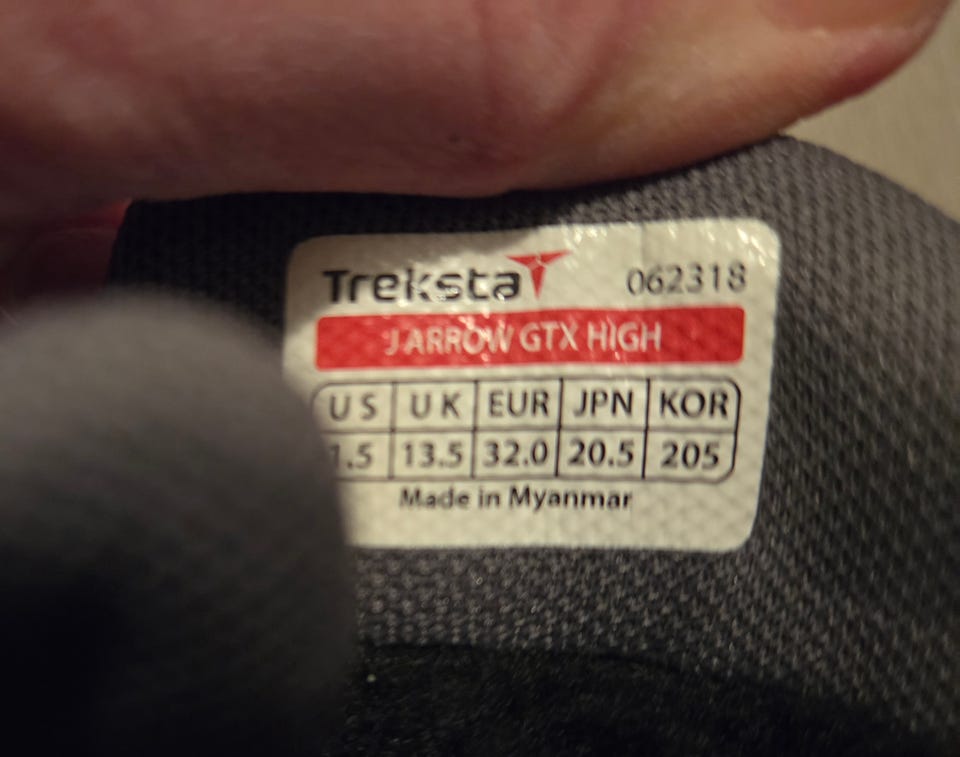 Treksta 062318
J ARROW GTX HIGH
US UK EUR JPN KOR
1.5 13.5 32.0 20.5 205
Made in Myanmar